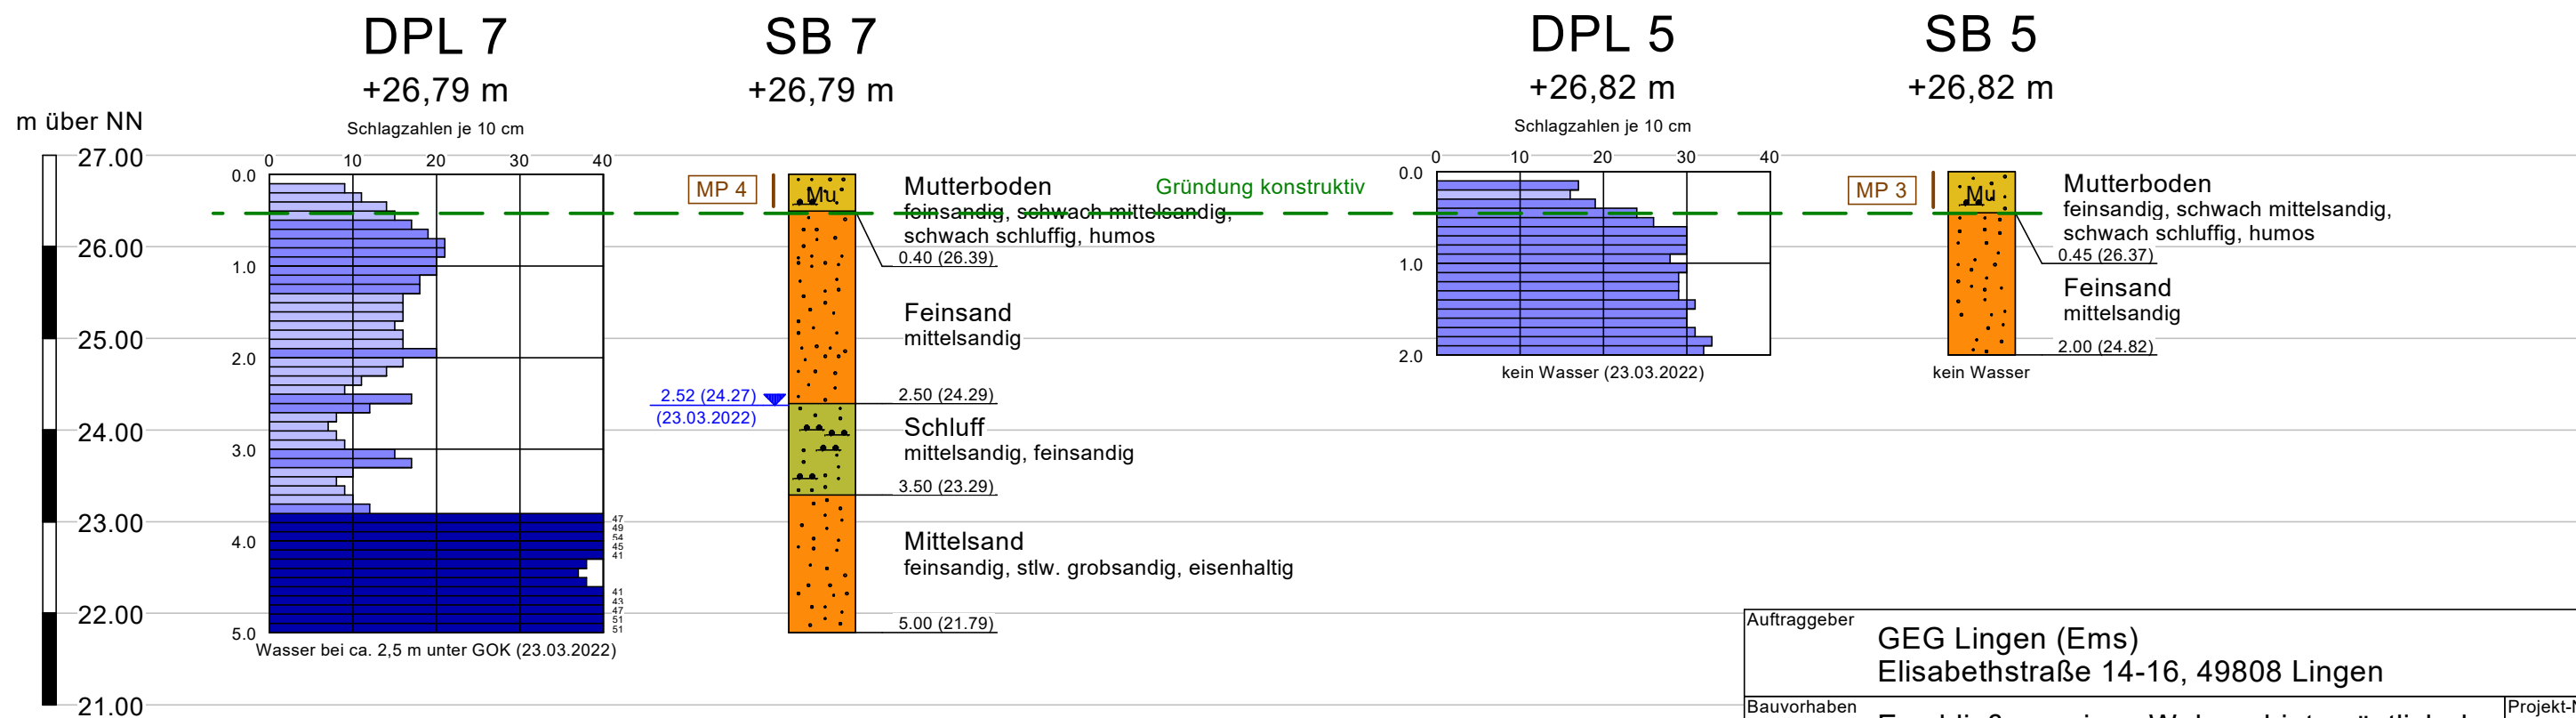 DPL 7
+26,79 m
Schlagzahlen je 10 cm
SB 7
+26,79 m
DPL 5
+26,82 m
Schlagzahlen je 10 cm
SB 5
+26,82 m
m über NN
27.00
26.00
25.00
24.00
23.00
22.00
21.00
0 10 20 30 40
0.0
1.0
2.0
3.0
4.0
5.0
47
49
54
45
41
41
43
47
51
51
Wasser bei ca. 2,5 m unter GOK (23.03.2022)
MP 4
Mu
2.52 (24.27)
(23.03.2022)
Mutterboden
feinsandig, schwach mittelsandig,
schwach schluffig, humos
0.40 (26.39)
Feinsand
mittelsandig
2.50 (24.29)
Schluff
mittelsandig, feinsandig
3.50 (23.29)
Mittelsand
feinsandig, stlw. grobsandig, eisenhaltig
5.00 (21.79)
Gründung konstruktiv
0 10 20 30 40
0.0
1.0
2.0
kein Wasser (23.03.2022)
MP 3
Mu
Mutterboden
feinsandig, schwach mittelsandig,
schwach schluffig, humos
0.45 (26.37)
Feinsand
mittelsandig
2.00 (24.82)
kein Wasser
Auftraggeber
GEG Lingen (Ems)
Elisabethstraße 14-16, 49808 Lingen
Bauvorhaben